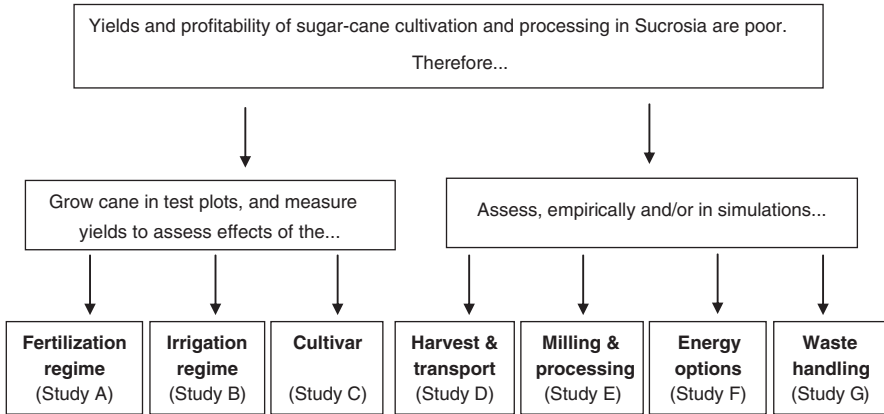 Yields and profitability of sugar-cane cultivation and processing in Sucrosia are poor.
Therefore...
Grow cane in test plots, and measure
yields to assess effects of the...
Assess, empirically and/or in simulations...
Fertilization
regime
(Study A)
Irrigation
regime
(Study B)
Cultivar
(Study C)
Harvest &
transport
(Study D)
Milling &
processing
(Study E)
Energy
options
(Study F)
Waste
handling
(Study G)